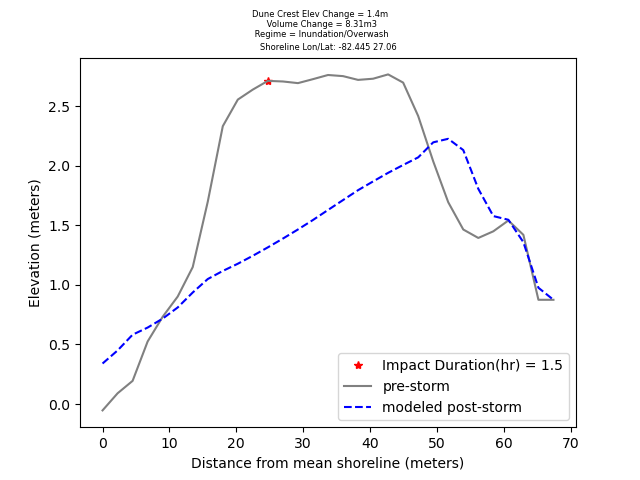 Dune Crest Elev Change = 1.4m
Volume Change = 8.31m3
Regime = Inundation/Overwash
Shoreline Lon/Lat: -82.445 27.06
Elevation (meters)
2.5
2.0
1.5
1.0
0.5
0.0
Impact Duration(hr) = 1.5
pre-storm
modeled post-storm
0 10 20 30 40 50 60 70
Distance from mean shoreline (meters)